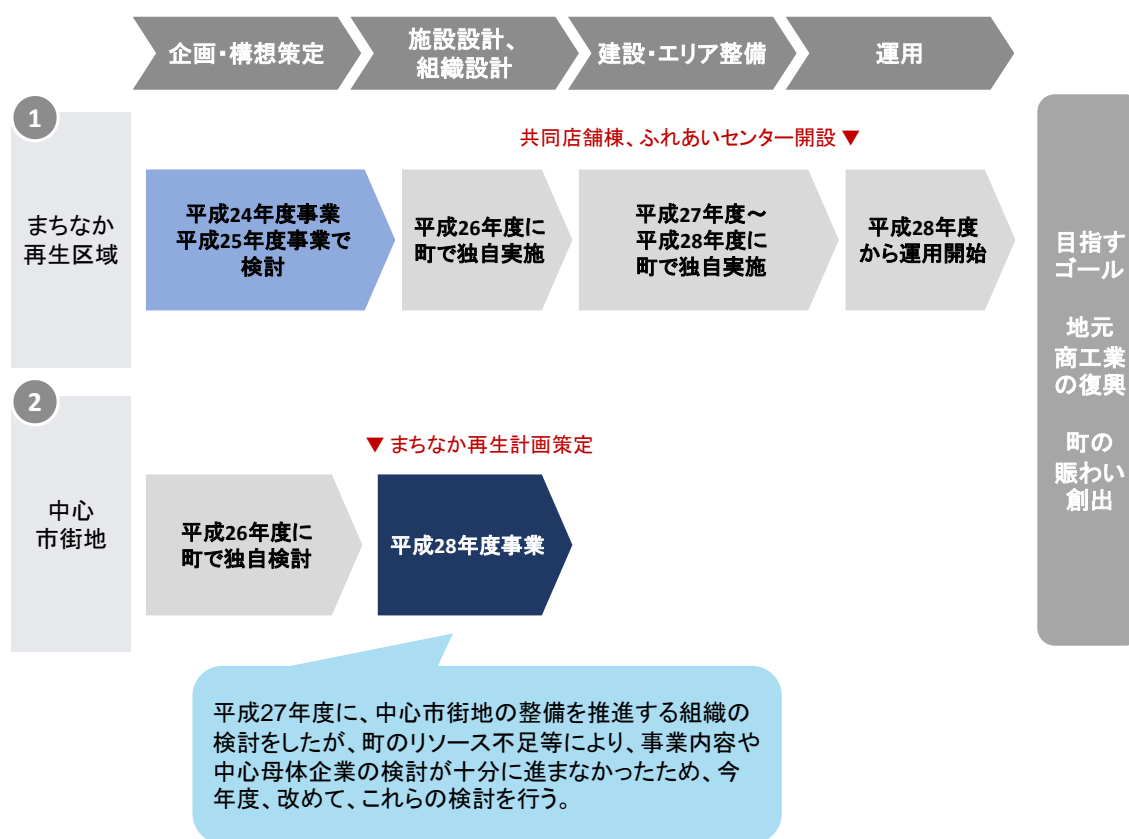 企画・構想策定
施設設計、
組織設計
建設・エリア整備
運用
1
まちなか
再生区域
共同店舗棟、ふれあいセンター開設 ▼
平成24年度事業
平成25年度事業で
検討
平成26年度に
町で独自実施
平成27年度～
平成28年度に
町で独自実施
平成28年度
から運用開始
2
中心
市街地
▼ まちなか再生計画策定
平成26年度に
町で独自検討
平成28年度事業
平成27年度に、中心市街地の整備を推進する組織の
検討をしたが、町のリソース不足等により、事業内容や
中心母体企業の検討が十分に進まなかったため、今
年度、改めて、これらの検討を行う。
目指す
ゴール
地元
商工業
の復興
町の
賑わい
創出